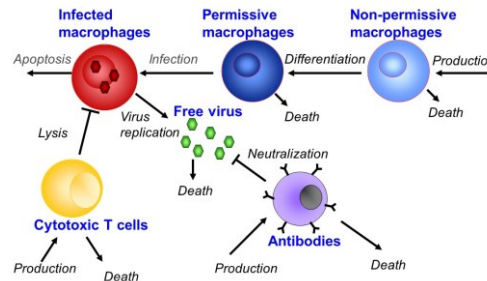 Infected
macrophages
Permissive
macrophages
Non-permissive
macrophages
Apoptosis
Infection
Differentiation
Production
Death
Death
Lysis
Virus
replication
Free virus
Neutralization
Death
Cytotoxic T cells
Antibodies
Production
Death
Production
Death